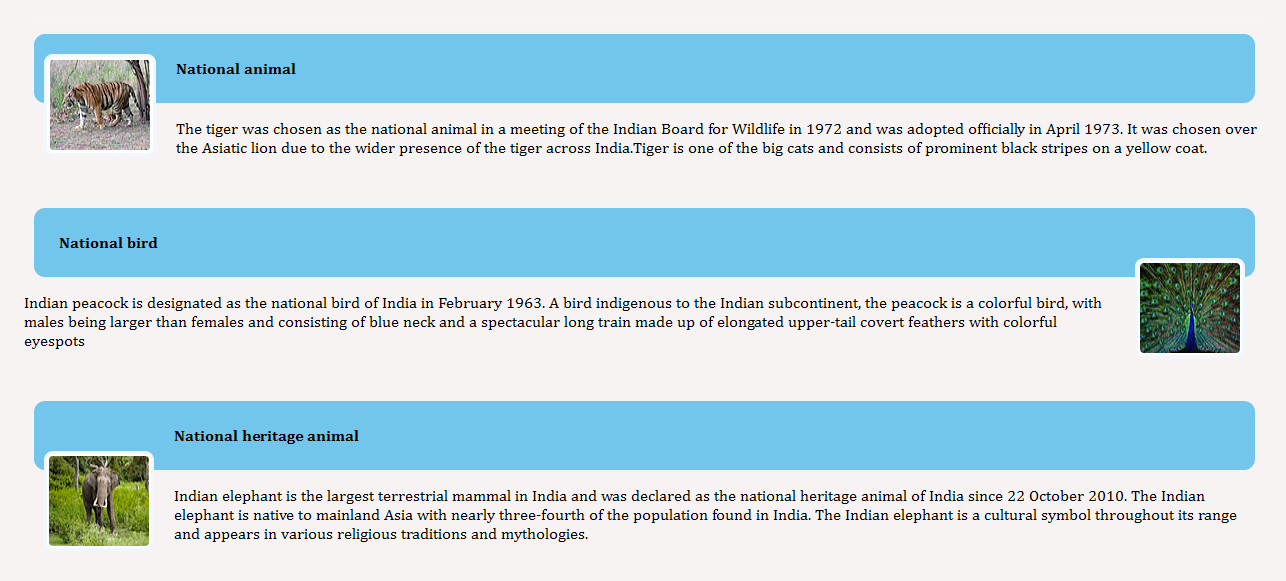 National animal
The tiger was chosen as the national animal in a meeting of the Indian Board for Wildlife in 1972 and was adopted officially in April 1973. It was chosen over
the Asiatic lion due to the wider presence of the tiger across India.Tiger is one of the big cats and consists of prominent black stripes on a yellow coat.
National bird
Indian peacock is designated as the national bird of India in February 1963. A bird indigenous to the Indian subcontinent, the peacock is a colorful bird, with
males being larger than females and consisting of blue neck and a spectacular long train made up of elongated upper-tail covert feathers with colorful
eyespots
National heritage animal
Indian elephant is the largest terrestrial mammal in India and was declared as the national heritage animal of India since 22 October 2010. The Indian
elephant is native to mainland Asia with nearly three-fourth of the population found in India. The Indian elephant is a cultural symbol throughout its range
and appears in various religious traditions and mythologies.